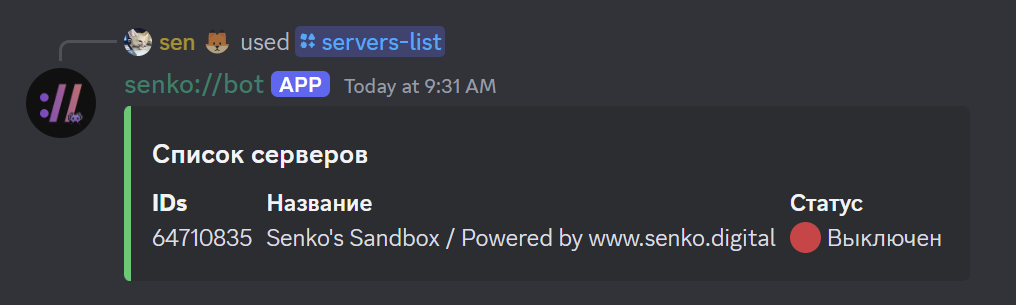 sen used servers-list
senko://bot APP Today at 9:31 AM
Список серверов
IDs Название Статус
64710835 Senko's Sandbox / Powered by www.senko.digital Выключен